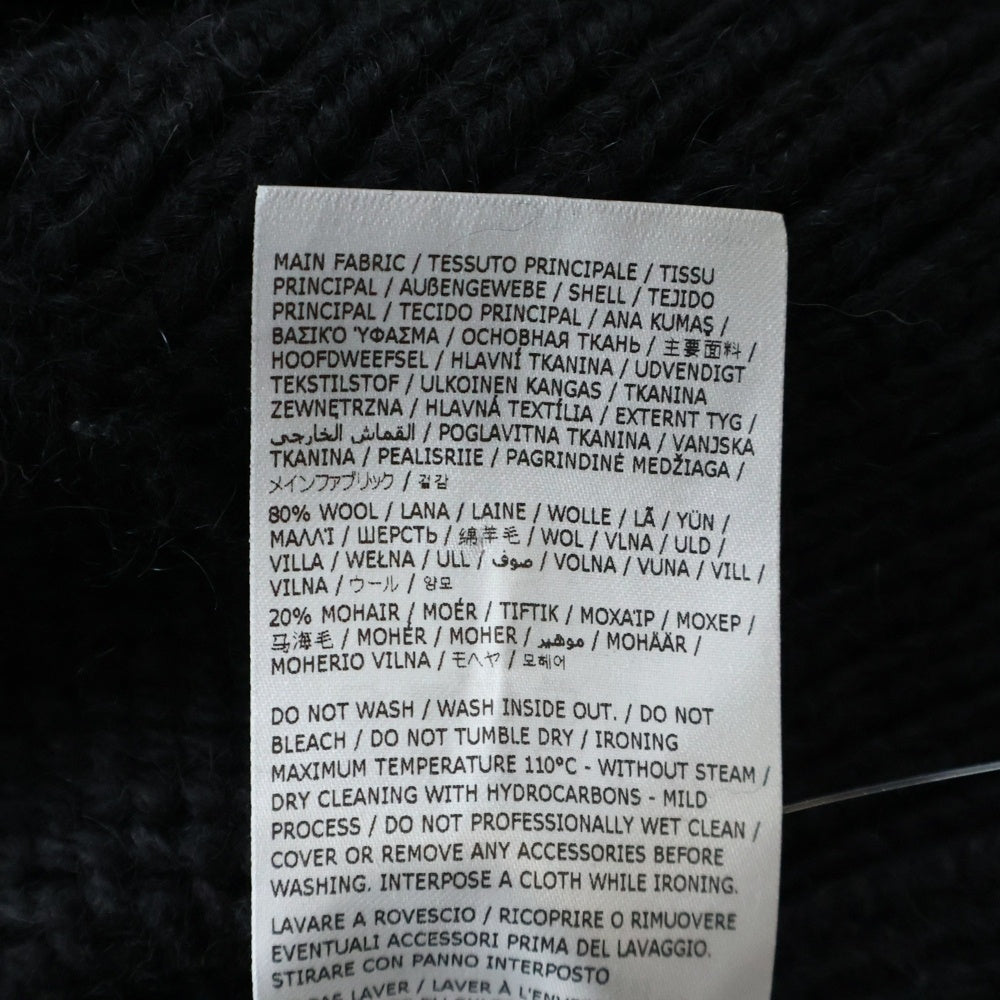 MAIN FABRIC / TESSUTO PRINCIPALE / TISSU
PRINCIPAL / AUßENGEWEBE / SHELL / TEJIDO
PRINCIPAL / TECIDO PRINCIPAL / ANA KUMAŞ /
ΒΑΣΙΚΌ ΎΦΑΣΜΑ / ОСНОВНАЯ ТКАНЬ / 主要面料 /
HOOFDWEEFSEL / HLAVNÍ TKANINA / UDVENDIGT
TEKSTILSTOF / ULKOINEN KANGAS / TKANINA
ZEWNĘTRZNA / HLAVNÁ TEXTÍLIA / EXTERNT TYG /
القماش الخارجي / POGLAVITNA TKANINA / VANJSKA
TKANINA / PEALISRIIE / PAGRINDINĖ MEDŽIAGA /
メインファブリック / 겉감
80% WOOL / LANA / LAINE / WOLLE / LÃ / YÜN /
ΜΑΛΛΊ / ШЕРСТЬ / 绵羊毛 / WOL / VLNA / ULD /
VILLA / WEŁNA / ULL / صوف / VOLNA / VUNA / VILL /
VILNA / ウール / 양모
20% MOHAIR / MOÉR / TIFTIK / ΜΟΧΑΊΡ / МОХЕР /
马海毛 / MOHÉR / MOHER / موهير / MOHÄÄR /
MOHERIO VILNA / モヘヤ / 모헤어
DO NOT WASH / WASH INSIDE OUT. / DO NOT
BLEACH / DO NOT TUMBLE DRY / IRONING
MAXIMUM TEMPERATURE 110°C - WITHOUT STEAM /
DRY CLEANING WITH HYDROCARBONS - MILD
PROCESS / DO NOT PROFESSIONALLY WET CLEAN /
COVER OR REMOVE ANY ACCESSORIES BEFORE
WASHING. INTERPOSE A CLOTH WHILE IRONING.
LAVARE A ROVESCIO / RICOPRIRE O RIMUOVERE
EVENTUALI ACCESSORI PRIMA DEL LAVAGGIO.
STIRARE CON PANNO INTERPOSTO
LAVER / LAVER À